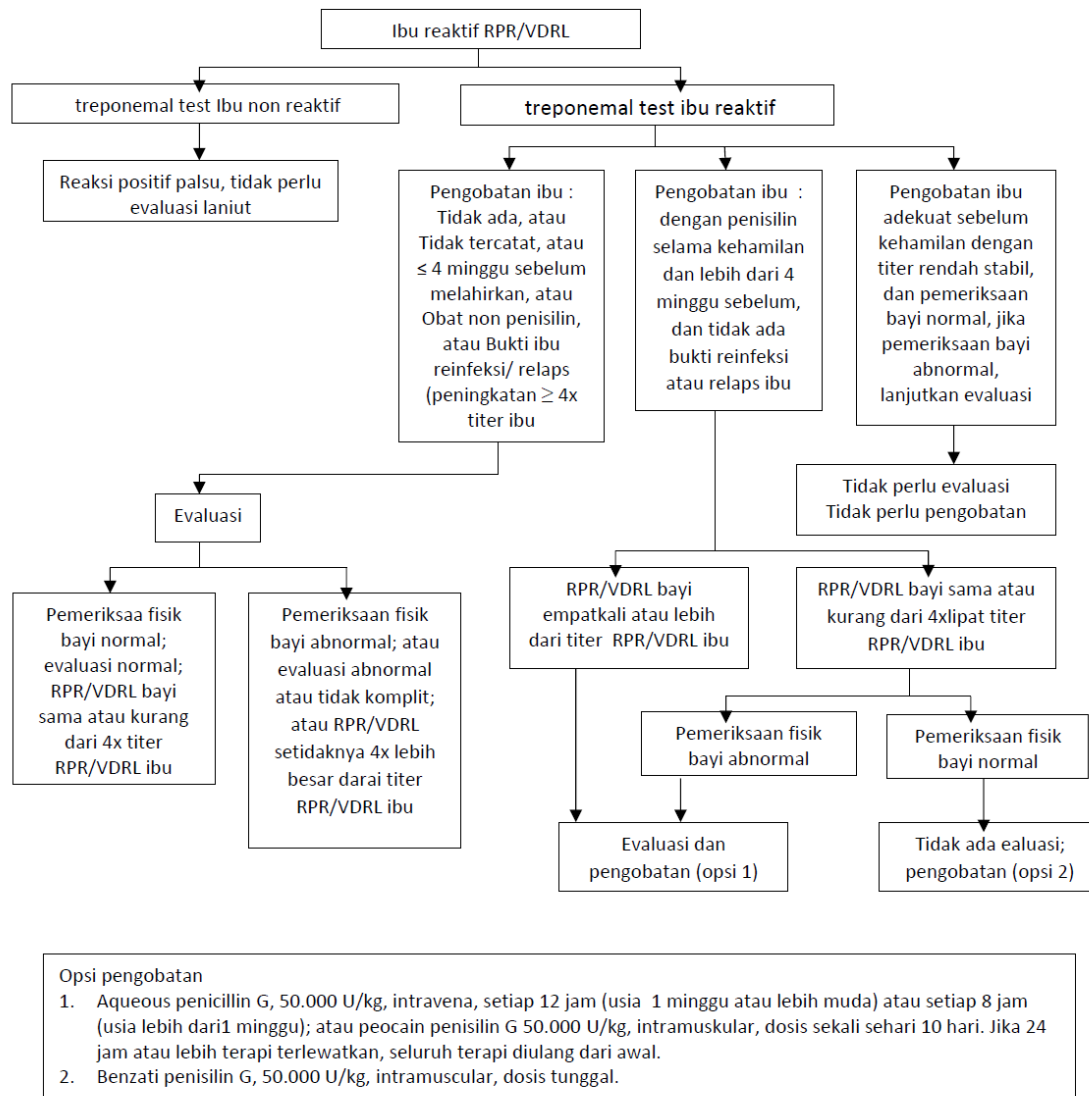 Ibu reaktif RPR/VDRL
treponemal test Ibu non reaktif
treponemal test ibu reaktif
Reaksi positif palsu, tidak perlu
evaluasi laniut
Pengobatan ibu :
Tidak ada, atau
Tidak tercatat, atau
≤ 4 minggu sebelum
melahirkan, atau
Obat non penisilin,
atau Bukti ibu
reinfeksi/ relaps
(peningkatan ≥ 4x
titer ibu
Pengobatan ibu :
dengan penisilin
selama kehamilan
dan lebih dari 4
minggu sebelum,
dan tidak ada
bukti reinfeksi
atau relaps ibu
Pengobatan ibu
adekuat sebelum
kehamilan dengan
titer rendah stabil,
dan pemeriksaan
bayi normal, jika
pemeriksaan bayi
abnormal,
lanjutkan evaluasi
Tidak perlu evaluasi
Tidak perlu pengobatan
Evaluasi
RPR/VDRL bayi
empatkali atau lebih
dari titer RPR/VDRL ibu
RPR/VDRL bayi sama atau
kurang dari 4xlipat titer
RPR/VDRL ibu
Pemeriksaa fisik
bayi normal;
evaluasi normal;
RPR/VDRL bayi
sama atau kurang
dari 4x titer
RPR/VDRL ibu
Pemeriksaan fisik
bayi abnormal; atau
evaluasi abnormal
atau tidak komplit;
atau RPR/VDRL
setidaknya 4x lebih
besar darai titer
RPR/VDRL ibu
Pemeriksaan fisik
bayi abnormal
Pemeriksaan fisik
bayi normal
Evaluasi dan
pengobatan (opsi 1)
Tidak ada ealuasi;
pengobatan (opsi 2)
Opsi pengobatan
1. Aqueous penicillin G, 50.000 U/kg, intravena, setiap 12 jam (usia 1 minggu atau lebih muda) atau setiap 8 jam
(usia lebih dari1 minggu); atau peocain penisilin G 50.000 U/kg, intramuskular, dosis sekali sehari 10 hari. Jika 24
jam atau lebih terapi terlewatkan, seluruh terapi diulang dari awal.
2. Benzati penisilin G, 50.000 U/kg, intramuscular, dosis tunggal.